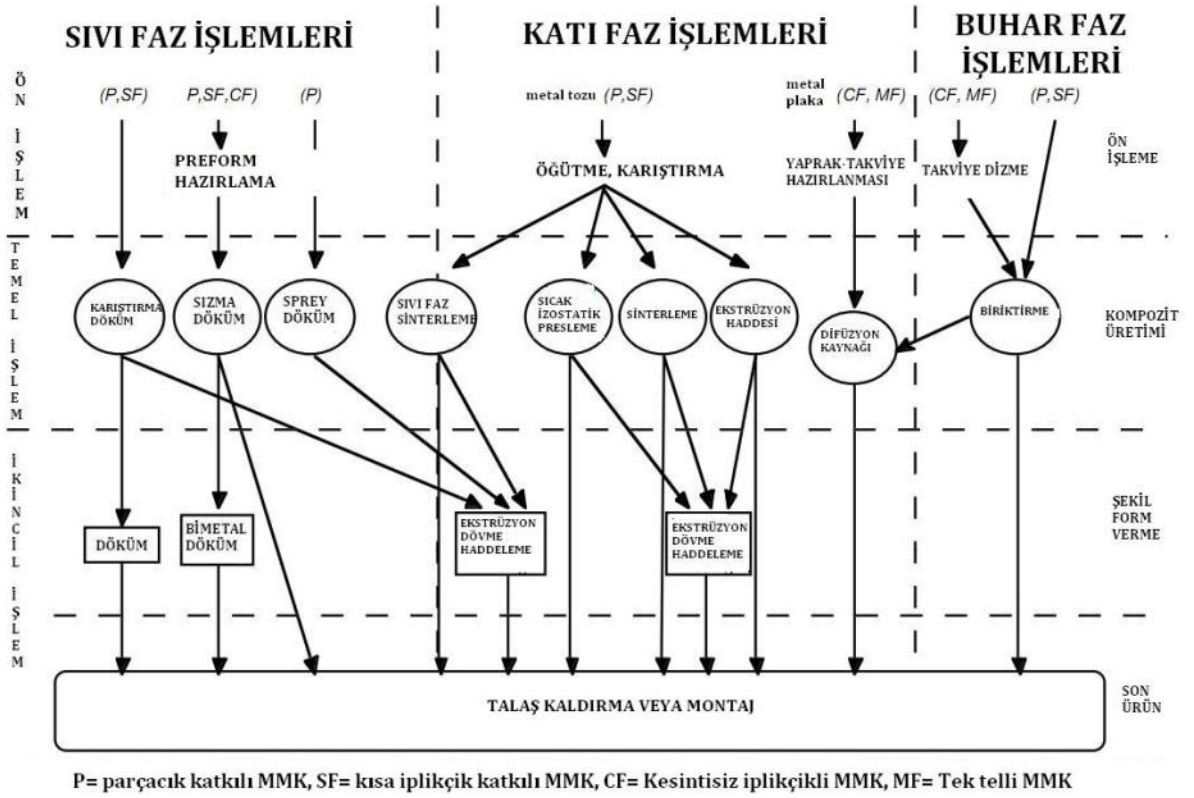 SIVI FAZ İŞLEMLERİ
KATI FAZ İŞLEMLERİ
BUHAR FAZ
İŞLEMLERİ
ÖN İŞLEM
(P,SF)
P,SF,CF)
(P)
metal tozu (P,SF)
metal
plaka (CF, MF)
(CF, MF)
(P,SF)
PREFORM
HAZIRLAMA
ÖĞÜTME, KARIŞTIRMA
YAPRAK-TAKVİYE
HAZIRLANMASI
TAKVİYE DİZME
ÖN
İŞLEME
TEMEL İŞLEM
KARIŞTIRMA
DÖKÜM
SIZMA
DÖKÜM
SPREY
DÖKÜM
SIVI FAZ
SİNTERLEME
SICAK
İZOSTATİK
PRESLEME
SİNTERLEME
EKSTRÜZYON
HADDESİ
DİFÜZYON
KAYNAĞI
BİRİKTİRME
KOMPOZİT
ÜRETİMİ
İKİNCİL İŞLEM
DÖKÜM
BİMETAL
DÖKÜM
EKSTRÜZYON
DÖVME
HADDELEME
EKSTRÜZYON
DÖVME
HADDELEME
ŞEKİL
FORM
VERME
TALAŞ KALDIRMA VEYA MONTAJ
SON
ÜRÜN
P= parçacık katkılı MMK, SF= kısa iplikçik katkılı MMK, CF= Kesintisiz iplikçikli MMK, MF= Tek telli MMK